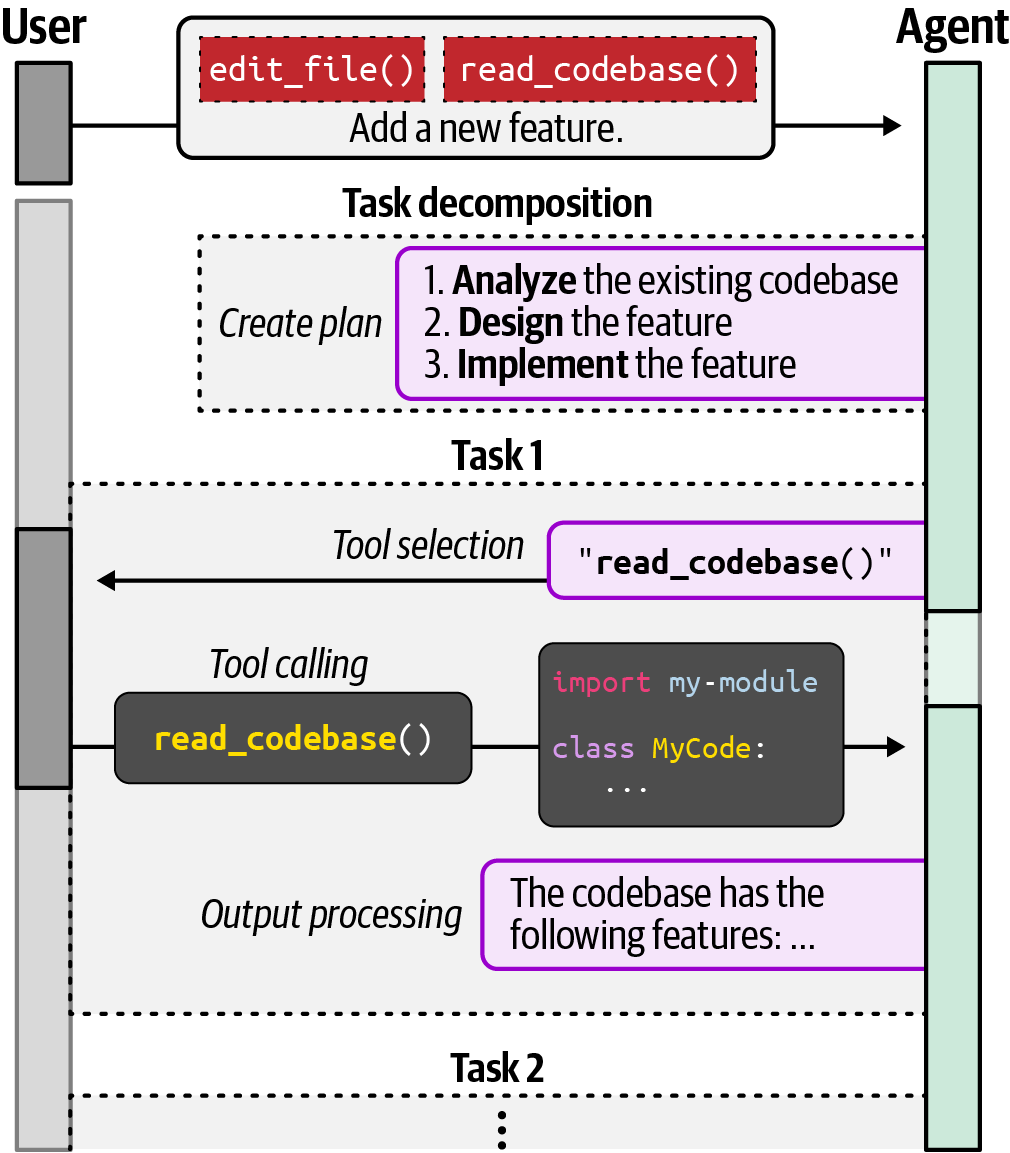 User
Agent
edit_file() read_codebase()
Add a new feature.
Task decomposition
Create plan
1. Analyze the existing codebase
2. Design the feature
3. Implement the feature
Task 1
Tool selection
"read_codebase()"
Tool calling
read_codebase()
import my-module
class MyCode:
...
Output processing
The codebase has the
following features: ...
Task 2